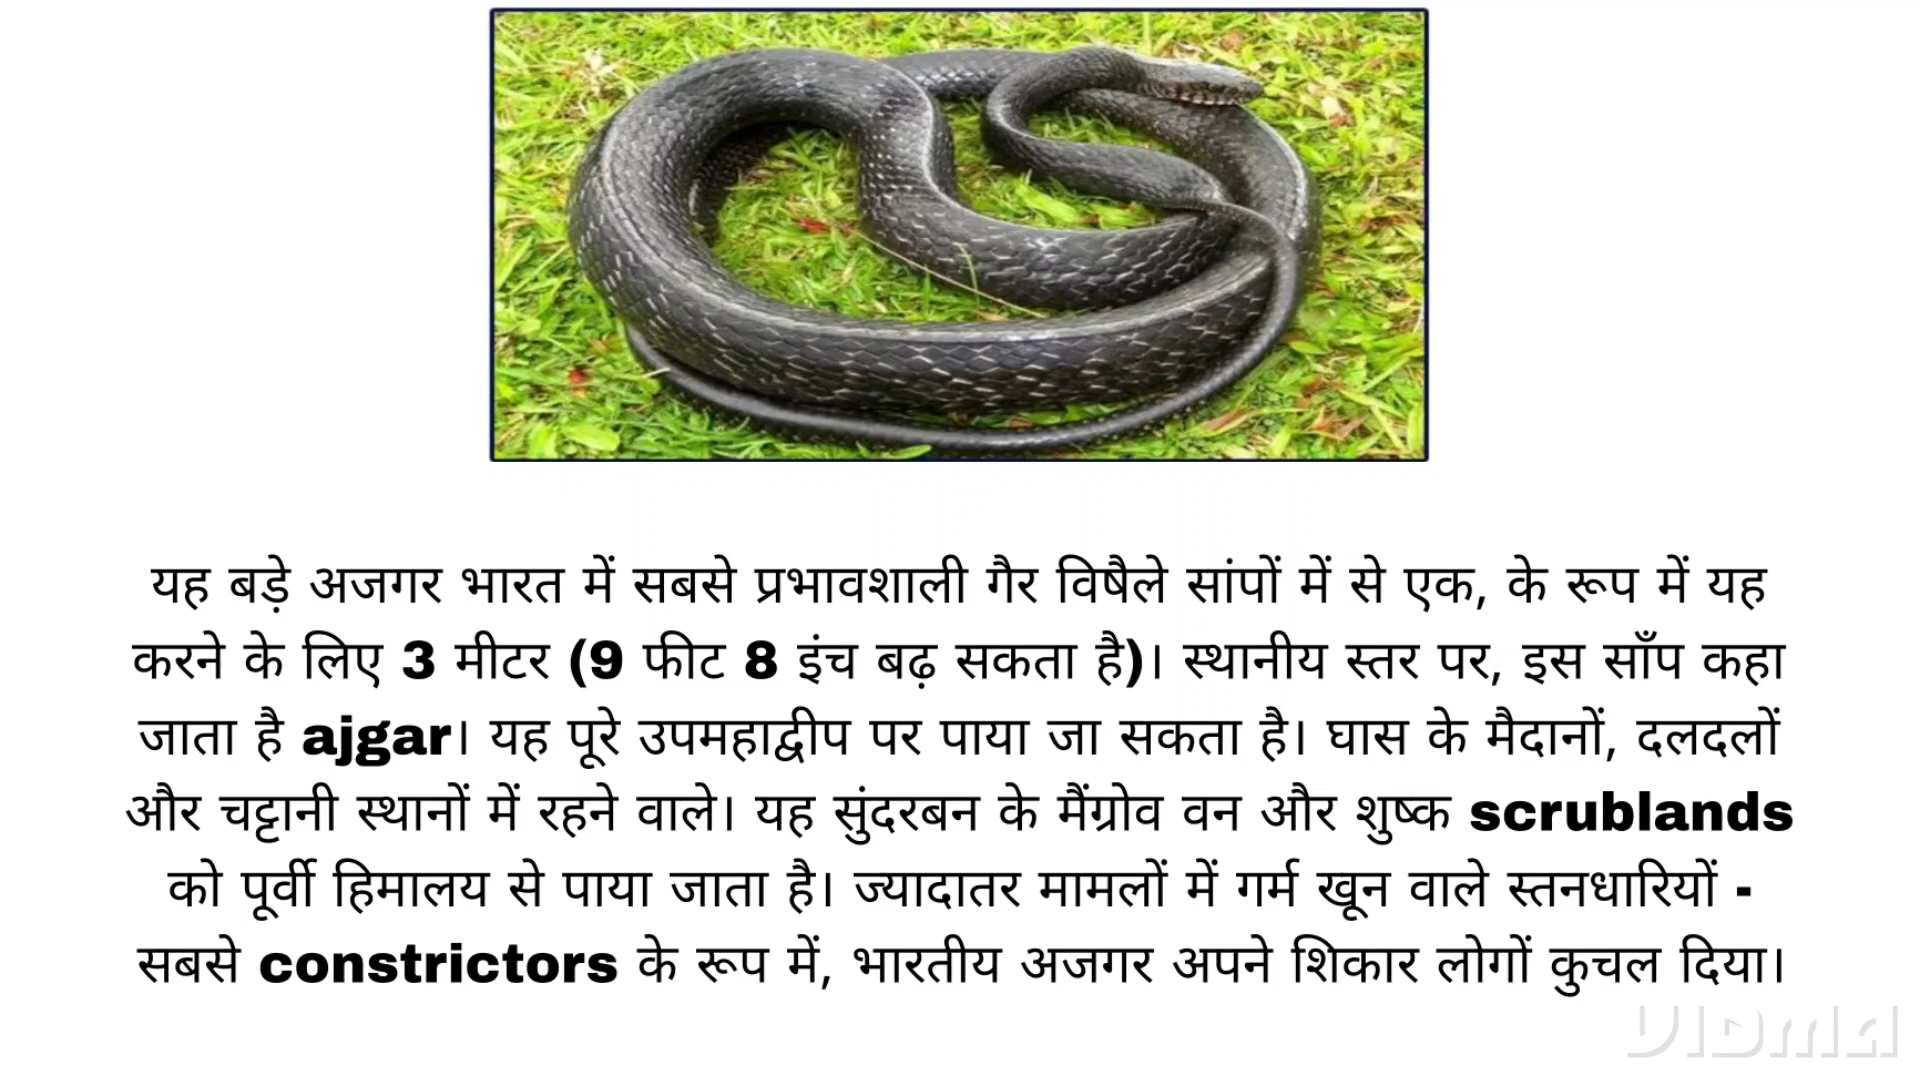 यह बड़े अजगर भारत में सबसे प्रभावशाली गैर विषैले सांपों में से एक, के रूप में यह
करने के लिए 3 मीटर (9 फीट 8 इंच बढ़ सकता है)। स्थानीय स्तर पर, इस साँप कहा
जाता है ajgar। यह पूरे उपमहाद्वीप पर पाया जा सकता है। घास के मैदानों, दलदलों
और चट्टानी स्थानों में रहने वाले। यह सुंदरबन के मैंग्रोव वन और शुष्क scrublands
को पूर्वी हिमालय से पाया जाता है। ज्यादातर मामलों में गर्म खून वाले स्तनधारियों -
सबसे constrictors के रूप में, भारतीय अजगर अपने शिकार लोगों कुचल दिया।
VIDMA